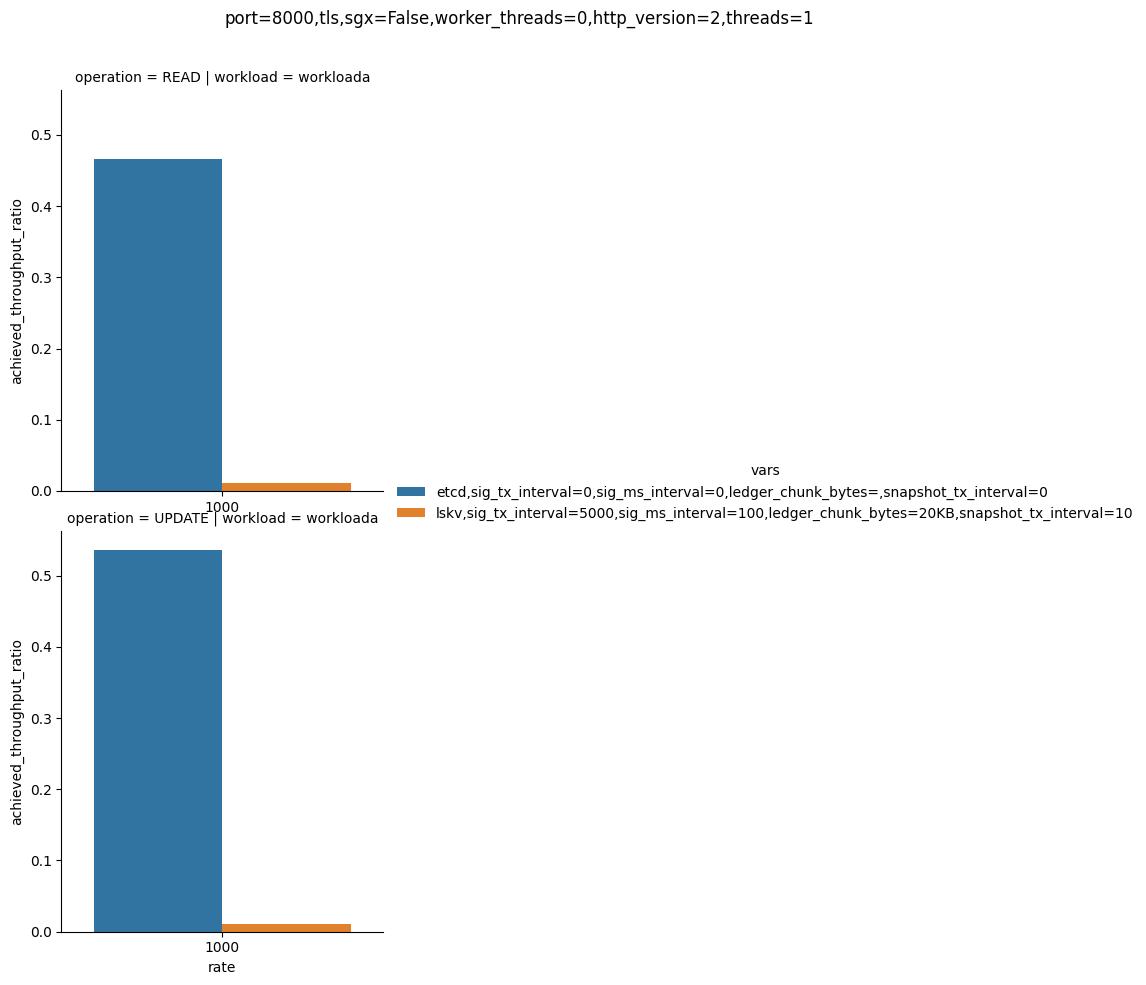 port=8000,tls,sgx=False,worker_threads=0,http_version=2,threads=1
operation = READ | workload = workloada
0.5
0.4
0.3
0.2
0.1
0.0
achieved_throughput_ratio
1000
vars
etcd,sig_tx_interval=0,sig_ms_interval=0,ledger_chunk_bytes=,snapshot_tx_interval=0
lskv,sig_tx_interval=5000,sig_ms_interval=100,ledger_chunk_bytes=20KB,snapshot_tx_interval=10
operation = UPDATE | workload = workloada
0.5
0.4
0.3
0.2
0.1
0.0
achieved_throughput_ratio
1000
rate